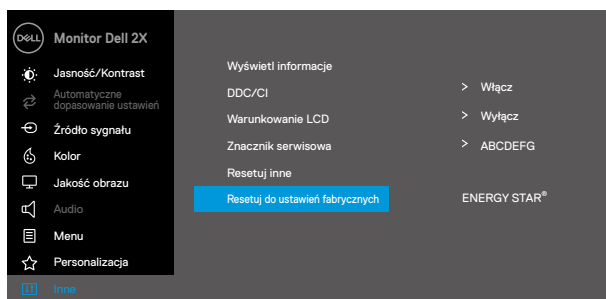 DELL
Monitor Dell 2X
Jasność/Kontrast
Automatyczne
dopasowanie ustawień
Źródło sygnału
Kolor
Jakość obrazu
Audio
Menu
Personalizacja
Inne
Wyświetl informacje
DDC/CI
Warunkowanie LCD
Znacznik serwisowa
Resetuj inne
Resetuj do ustawień fabrycznych
> Włącz
> Wyłącz
> ABCDEFG
ENERGY STAR®